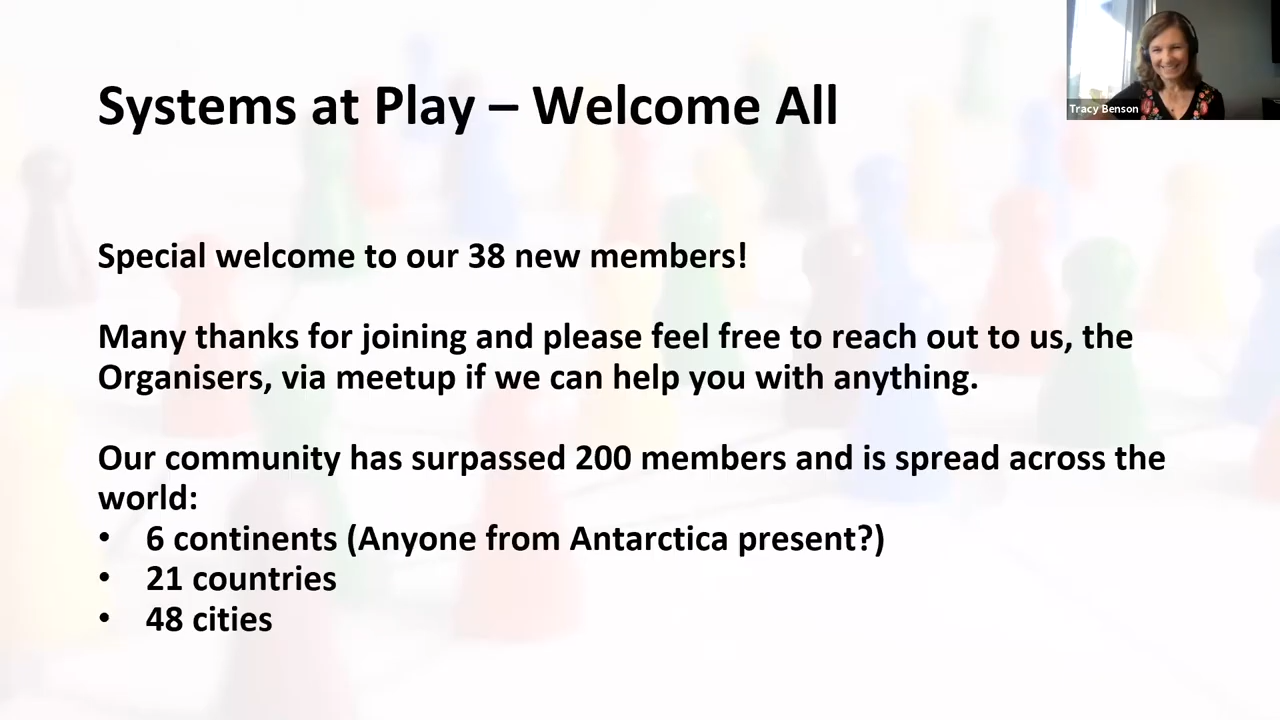 Systems at Play – Welcome All
Tracy Benson
Special welcome to our 38 new members!
Many thanks for joining and please feel free to reach out to us, the
Organisers, via meetup if we can help you with anything.
Our community has surpassed 200 members and is spread across the
world:
• 6 continents (Anyone from Antarctica present?)
• 21 countries
• 48 cities